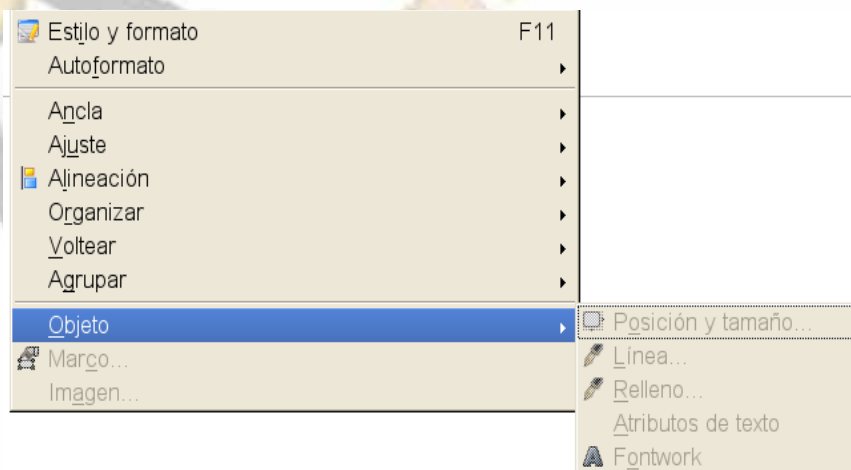 Estilo y formato F11
Autoformato
Ancla
Ajuste
Alineación
Organizar
Voltear
Agrupar
Objeto
Marco...
Imagen...
Posición y tamaño...
Línea...
Relleno...
Atributos de texto
Fontwork